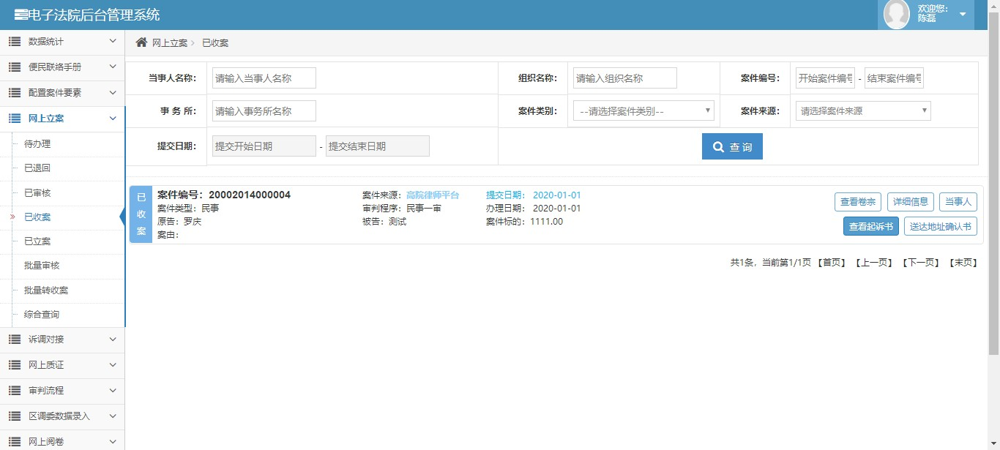 电子法院后台管理系统
欢迎您：
陈磊
数据统计
便民联络手册
配置案件要素
网上立案
待办理
已退回
已审核
已收案
已立案
批量审核
批量转收案
综合查询
诉调对接
网上质证
审判流程
区调委数据录入
网上阅卷
网上立案 > 已收案
当事人名称： 请输入当事人名称 组织名称： 请输入组织名称 案件编号： 开始案件编号 - 结束案件编号
事 务 所： 请输入事务所名称 案件类别： --请选择案件类别-- 案件来源： 请选择案件来源
提交日期： 提交开始日期 - 提交结束日期 查 询
已收案
案件编号：20002014000004 案件来源：高院律师平台 提交日期： 2020-01-01 查看卷宗 详细信息 当事人
案件类型：民事 审判程序：民事一审 办理日期： 2020-01-01
原告：罗庆 被告：测试 案件标的：1111.00 查看起诉书 送达地址确认书
案由：
共1条，当前第1/1页 【首页】 【上一页】 【下一页】 【末页】